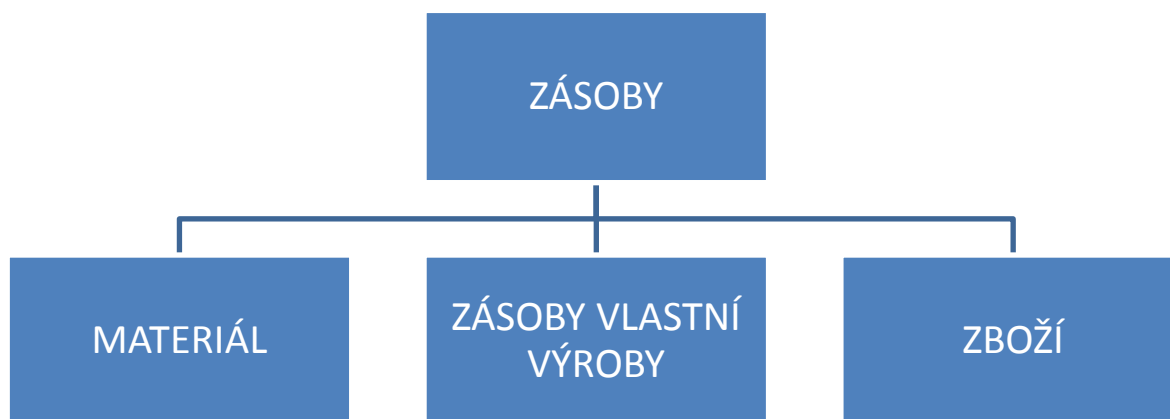 ZÁSOBY
MATERIÁL
ZÁSOBY VLASTNÍ
VÝROBY
ZBOŽÍ